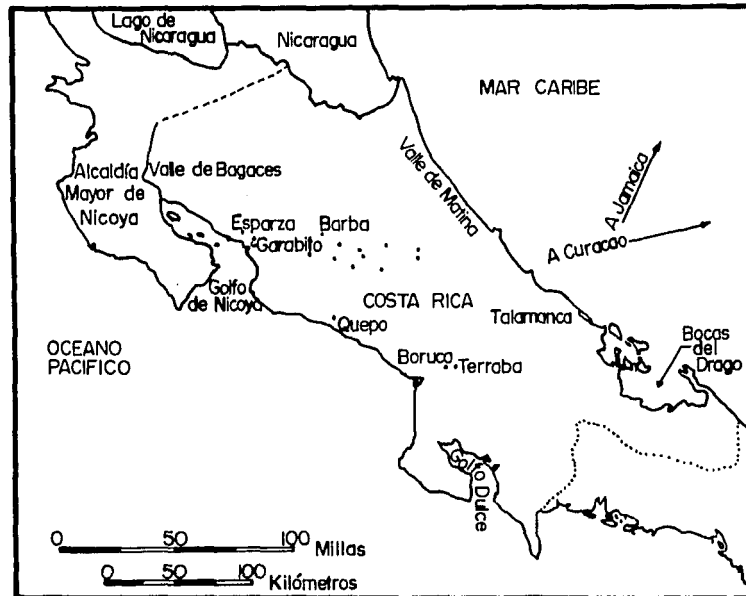 Lago de
Nicaragua
Nicaragua
MAR CARIBE
Valle de Matina
Alcaldía
Mayor de
Nicoya
Valle de Bagaces
A Jamaica
A Curacao
Esparza
Barba
Garabito
Golfo
de Nicoya
COSTA RICA
Quepo
Talamanca
Bocas
del
Drago
OCEANO
PACIFICO
Boruca
Terraba
Golfo Dulce
0 50 100 Millas
0 50 100 Kilómetros